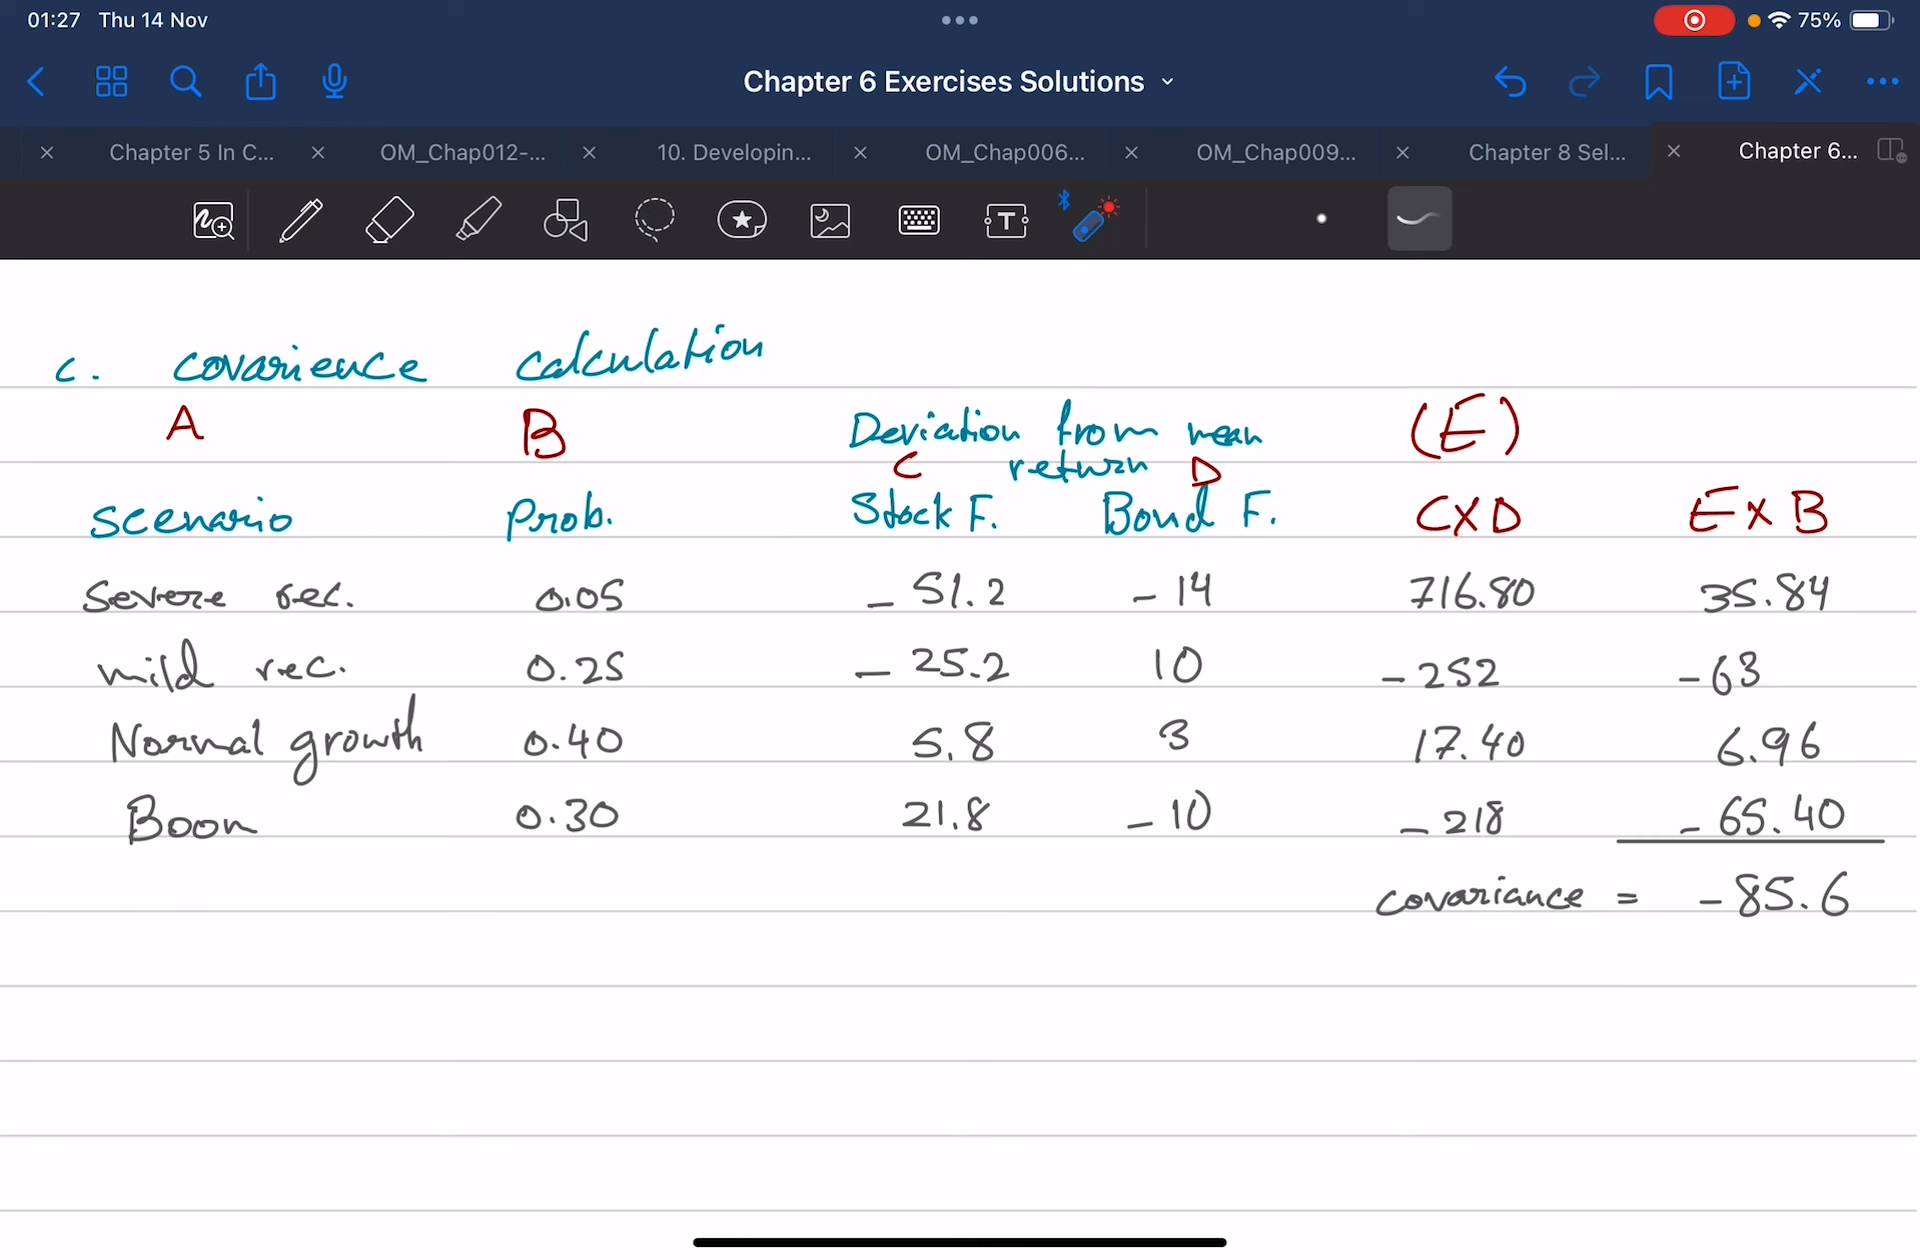 01:27 Thu 14 Nov 75%
Chapter 6 Exercises Solutions
Chapter 5 In C... OM_Chap012-... 10. Developin... OM_Chap006... OM_Chap009... Chapter 8 Sel... Chapter 6...
c. covarience calculation
A B Deviation from mean (E)
C return D
Scenario Prob. Stock F. Bond F. CXD EXB
Severe rec. 0.05 -51.2 -14 716.80 35.84
mild rec. 0.25 -25.2 10 -252 -63
Normal growth 0.40 5.8 3 17.40 6.96
Boom 0.30 21.8 -10 -218 -65.40
covariance = -85.6